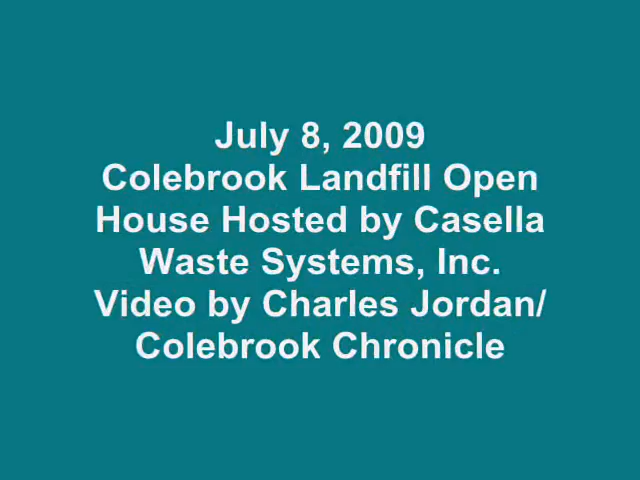 July 8, 2009
Colebrook Landfill Open
House Hosted by Casella
Waste Systems, Inc.
Video by Charles Jordan/
Colebrook Chronicle